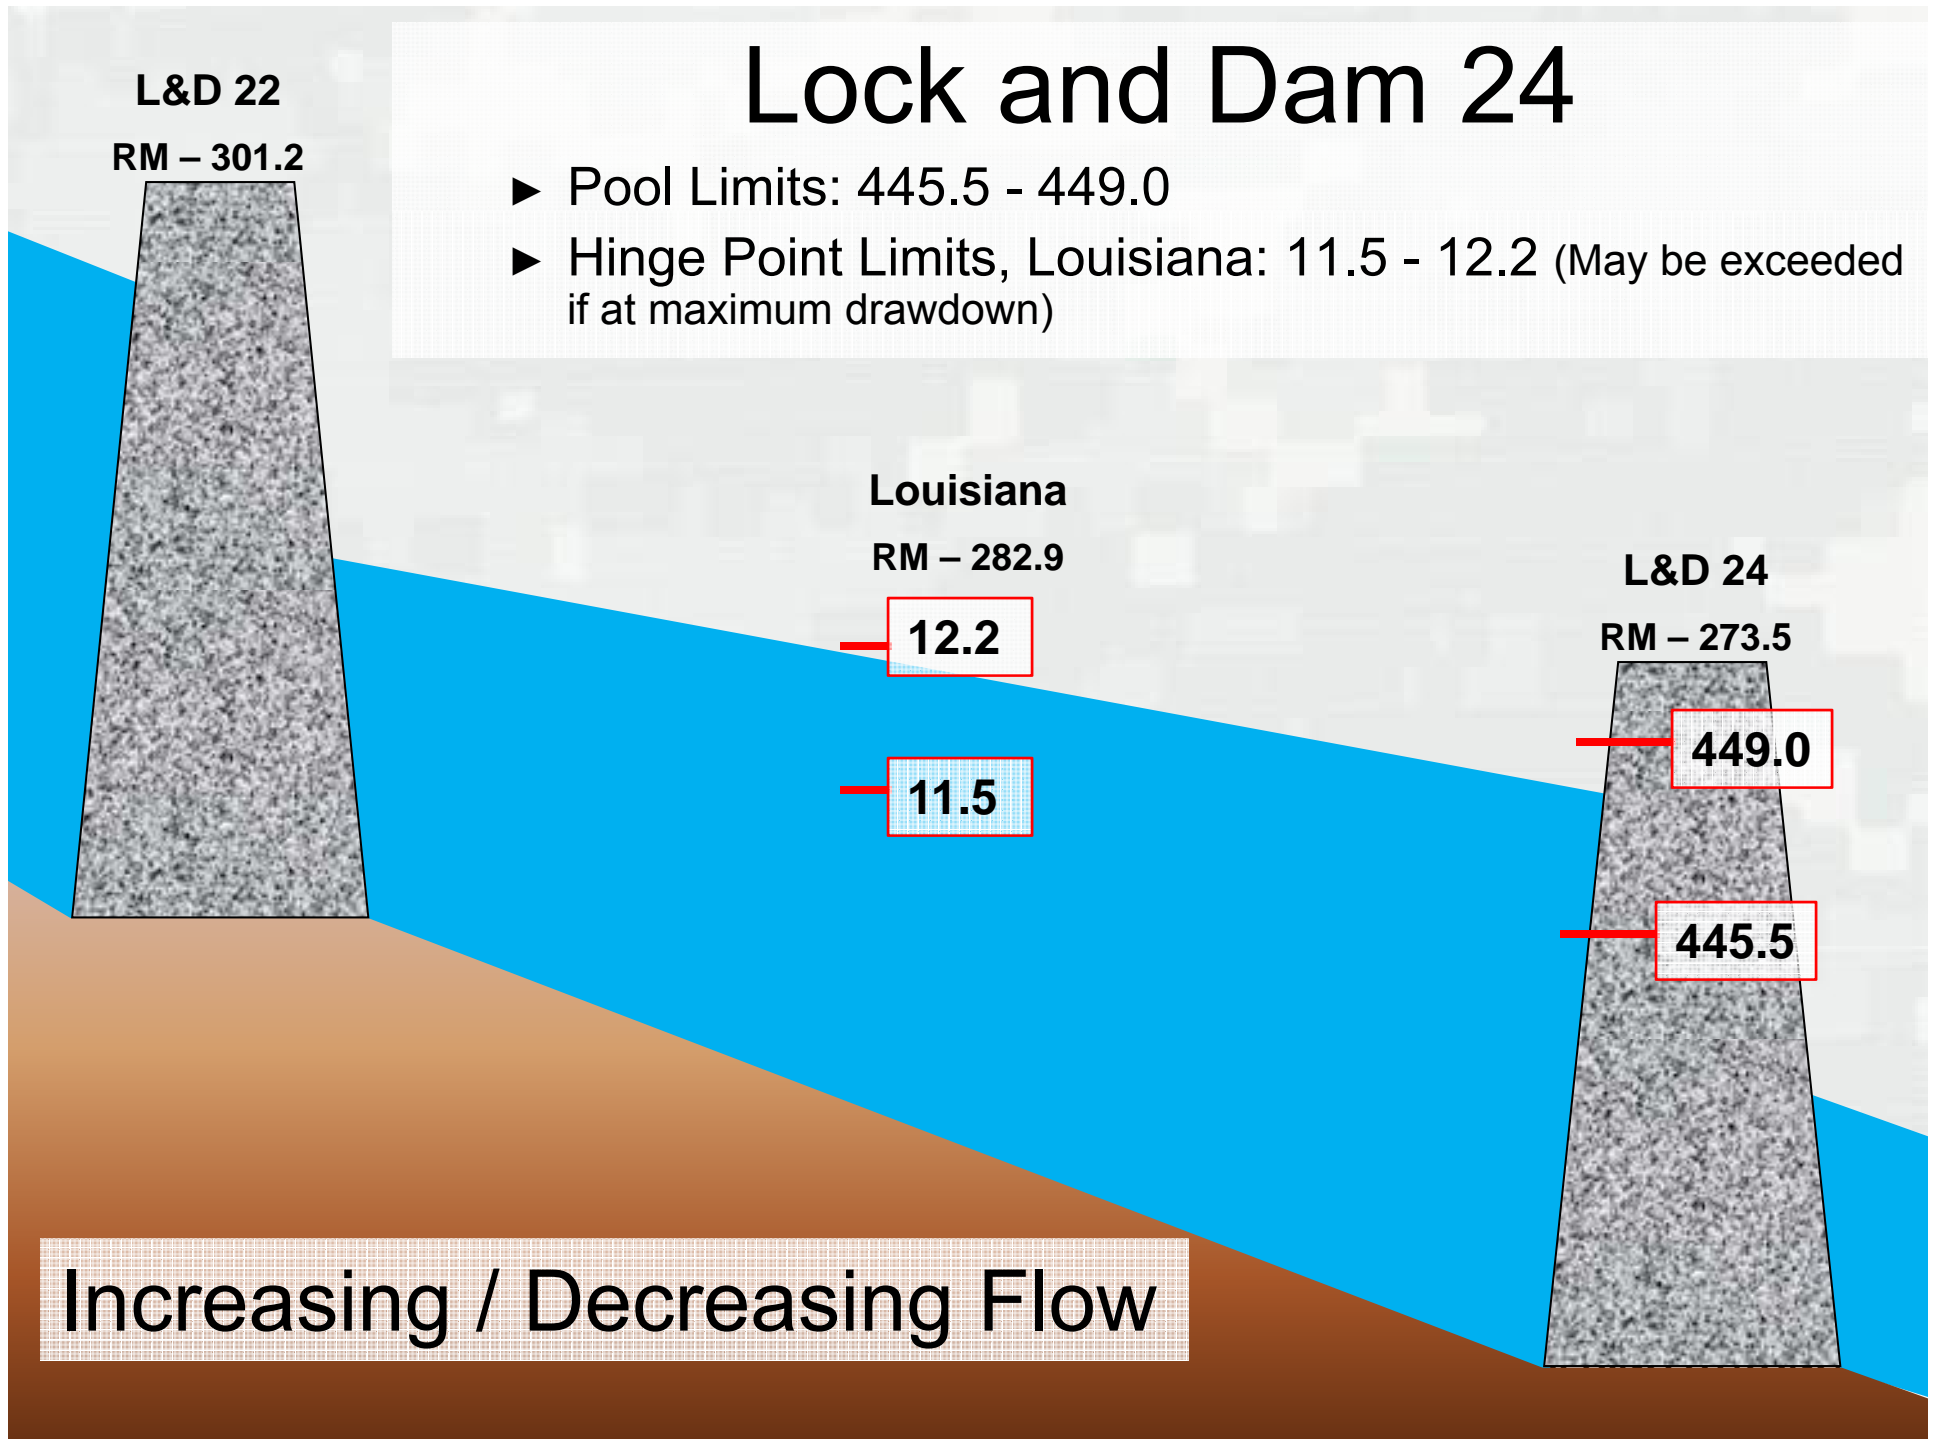 Lock and Dam 24
► Pool Limits: 445.5 - 449.0
► Hinge Point Limits, Louisiana: 11.5 - 12.2 (May be exceeded
if at maximum drawdown)
L&D 22
RM – 301.2
Louisiana
RM – 282.9
12.2
11.5
L&D 24
RM – 273.5
449.0
445.5
Increasing / Decreasing Flow